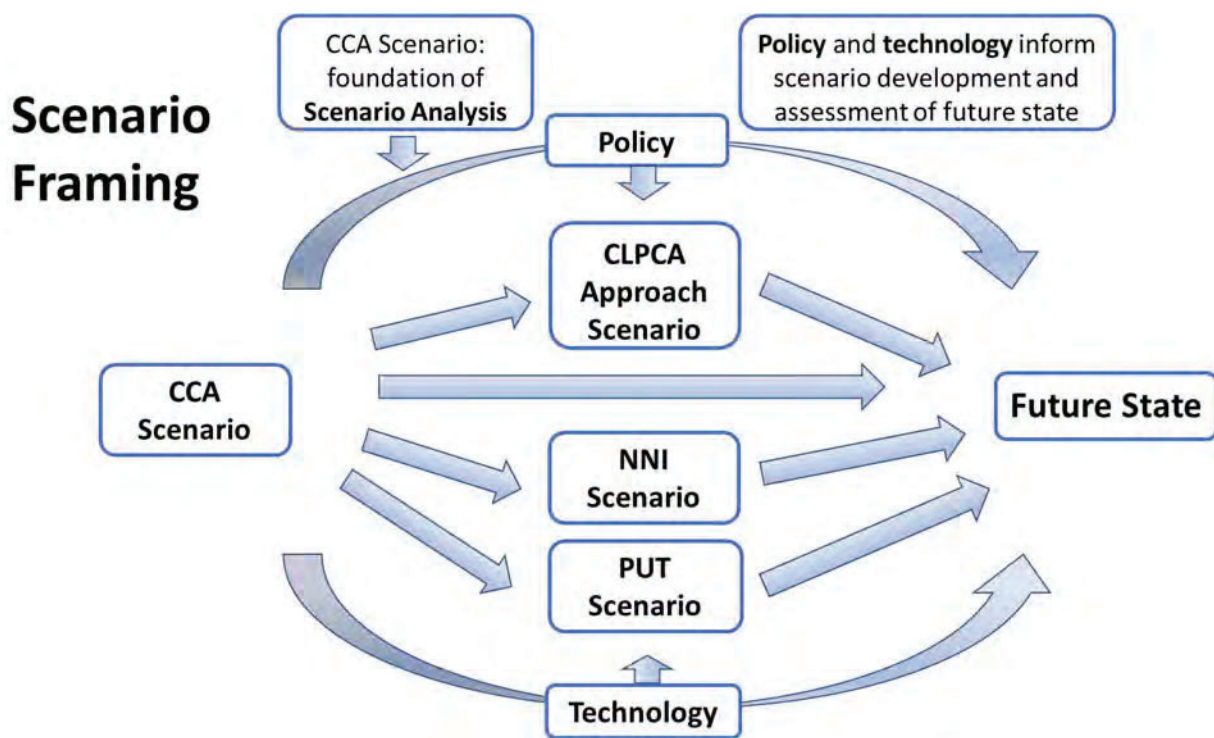 Scenario
Framing
CCA Scenario:
foundation of
Scenario Analysis
Policy and technology inform
scenario development and
assessment of future state
Policy
CLPCA
Approach
Scenario
CCA
Scenario
Future State
NNI
Scenario
PUT
Scenario
Technology